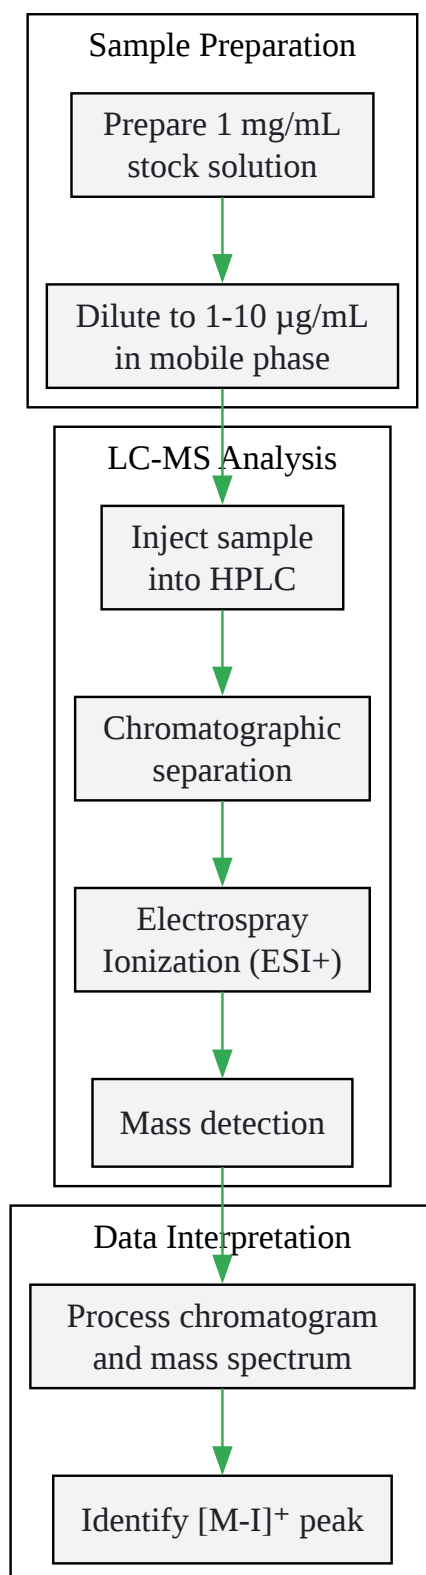 Sample Preparation
Prepare 1 mg/mL
stock solution
Dilute to 1-10 µg/mL
in mobile phase
LC-MS Analysis
Inject sample
into HPLC
Chromatographic
separation
Electrospray
Ionization (ESI+)
Mass detection
Data Interpretation
Process chromatogram
and mass spectrum
Identify [M-I]⁺ peak